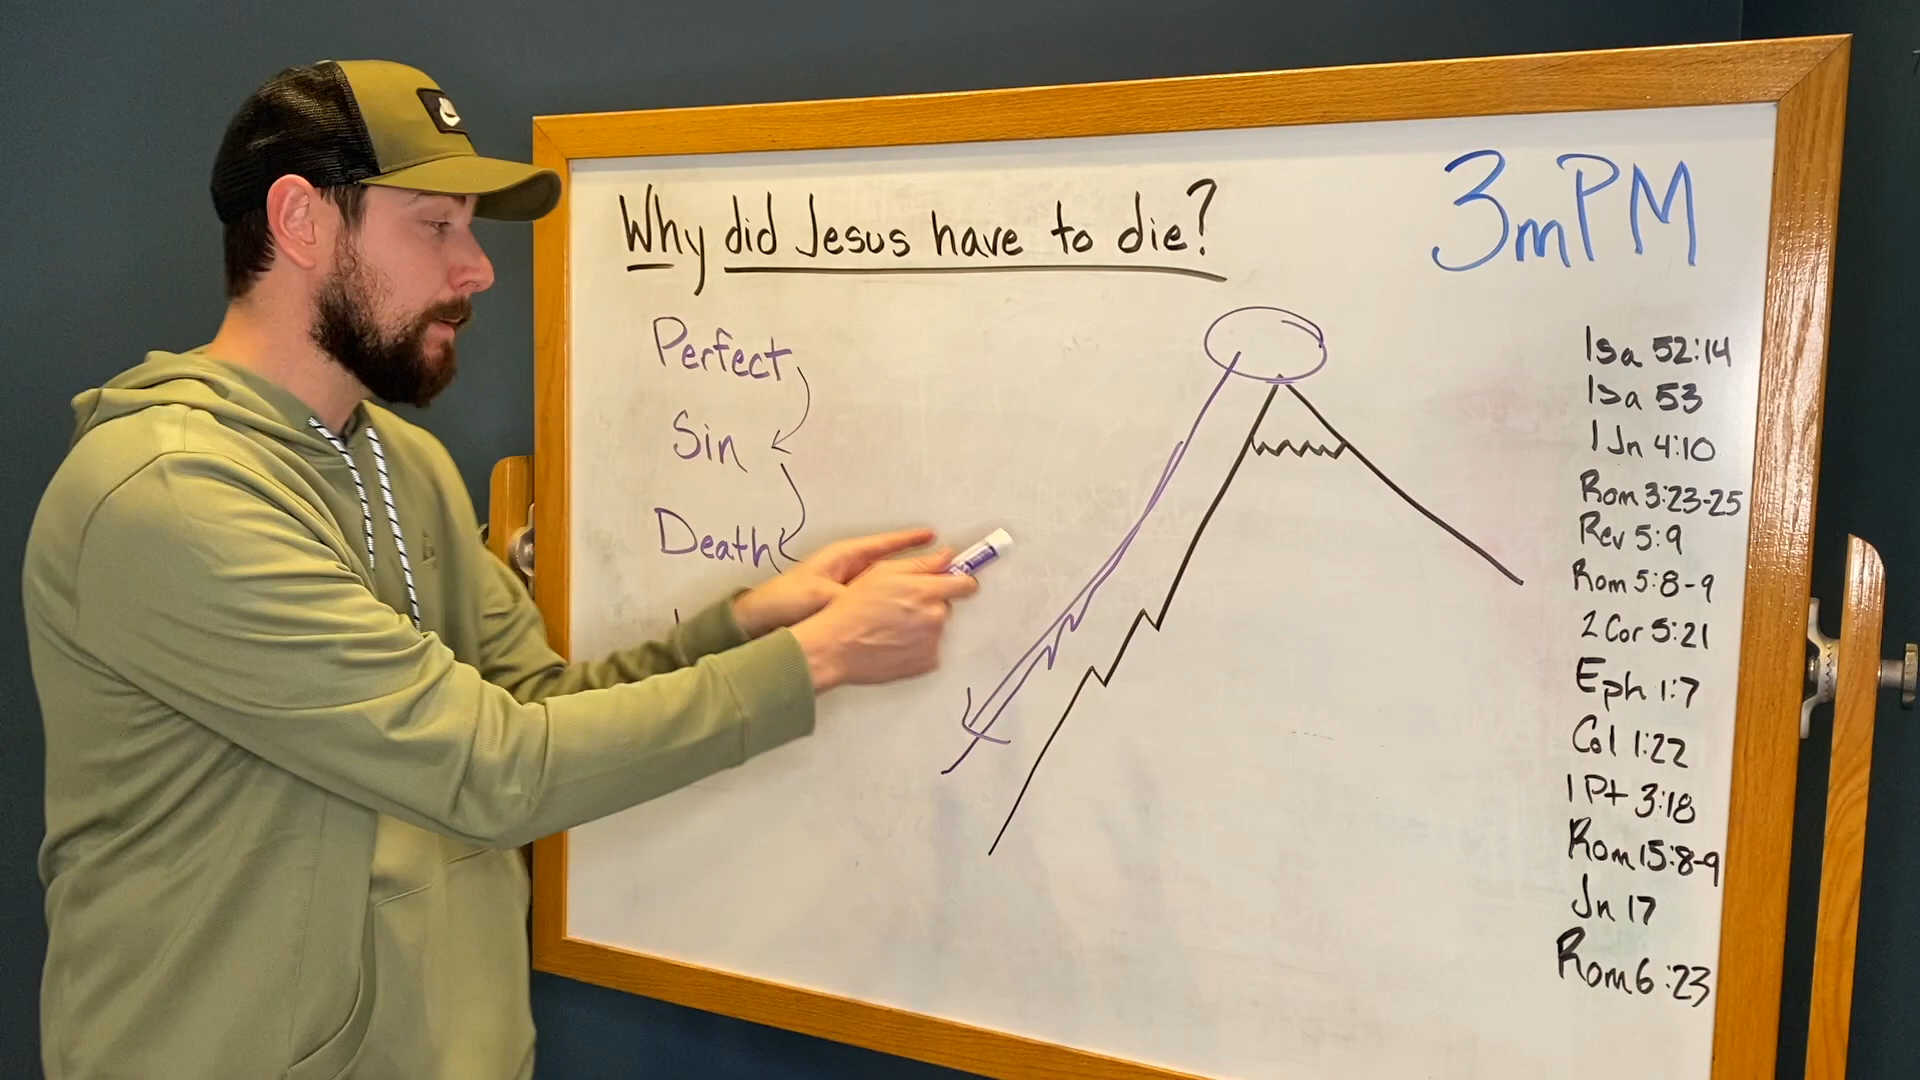 Why did Jesus have to die?
3mPM
Perfect
Sin
Death
Isa 52:14
Isa 53
1 Jn 4:10
Rom 3:23-25
Rev 5:9
Rom 5:8-9
2 Cor 5:21
Eph 1:7
Col 1:22
1 Pt 3:18
Rom 15:8-9
Jn 17
Rom 6:23